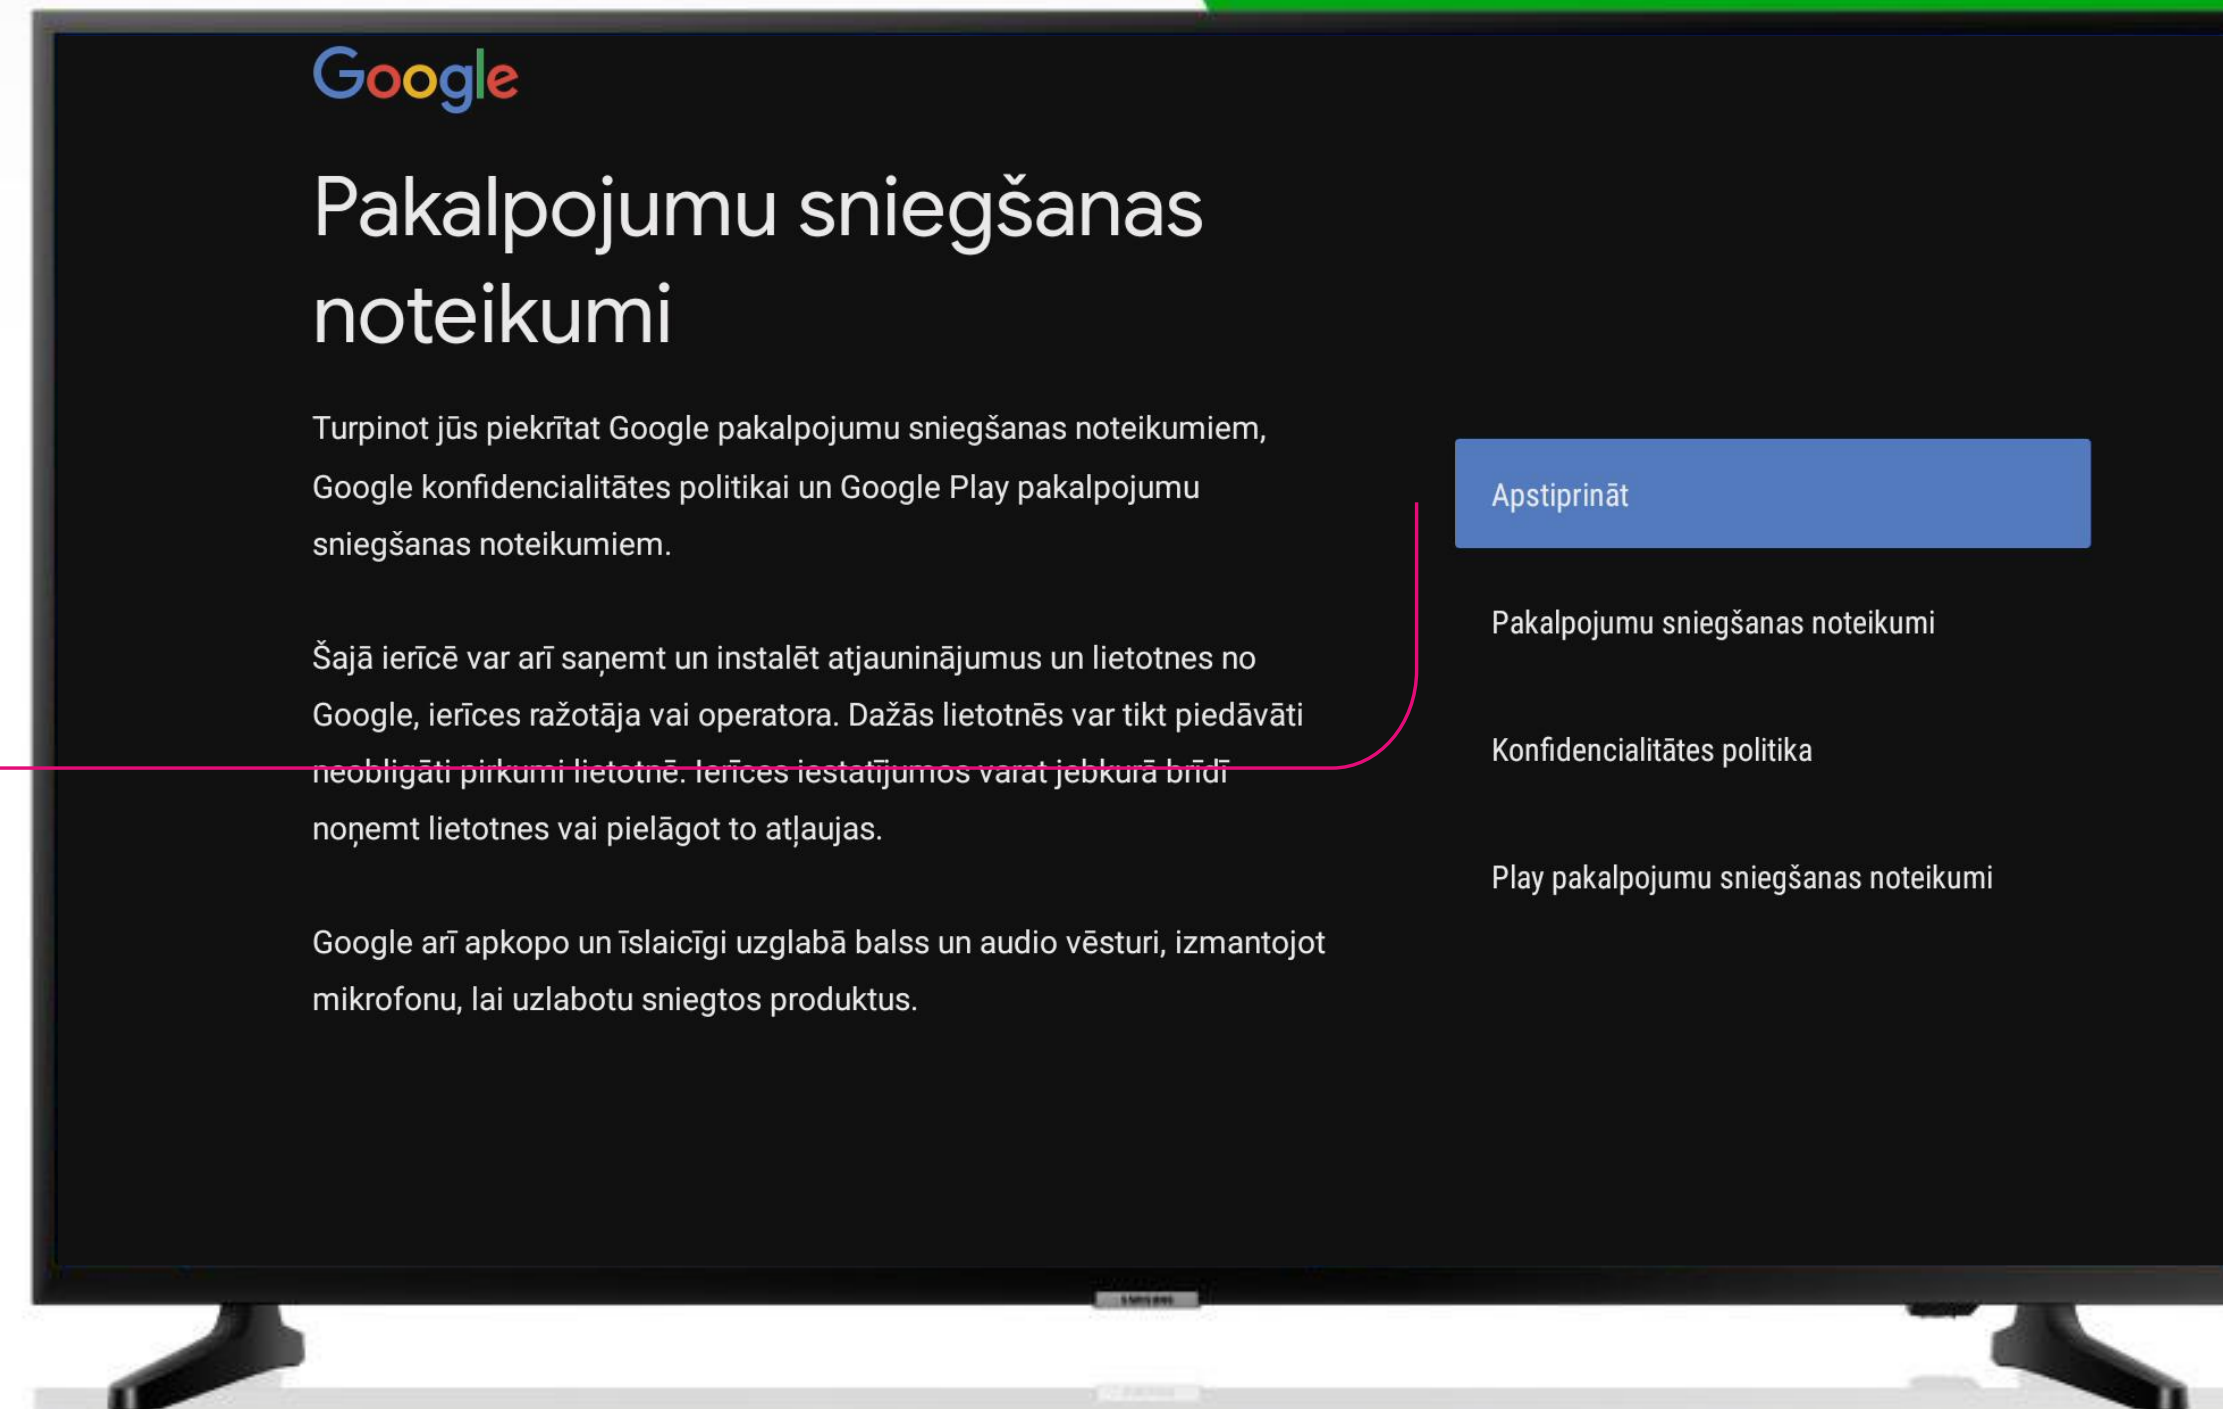 Google
Pakalpojumu sniegšanas
noteikumi
Turpinot jūs piekrītat Google pakalpojumu sniegšanas noteikumiem,
Google konfidencialitātes politikai un Google Play pakalpojumu
sniegšanas noteikumiem.
Šajā ierīcē var arī saņemt un instalēt atjauninājumus un lietotnes no
Google, ierīces ražotāja vai operatora. Dažās lietotnēs var tikt piedāvāti
neobligāti pirkumi lietotnē. Ierīces iestatījumos varat jebkurā brīdī
noņemt lietotnes vai pielāgot to atļaujas.
Google arī apkopo un īslaicīgi uzglabā balss un audio vēsturi, izmantojot
mikrofonu, lai uzlabotu sniegtos produktus.
Apstiprināt
Pakalpojumu sniegšanas noteikumi
Konfidencialitātes politika
Play pakalpojumu sniegšanas noteikumi
SAMSUNG